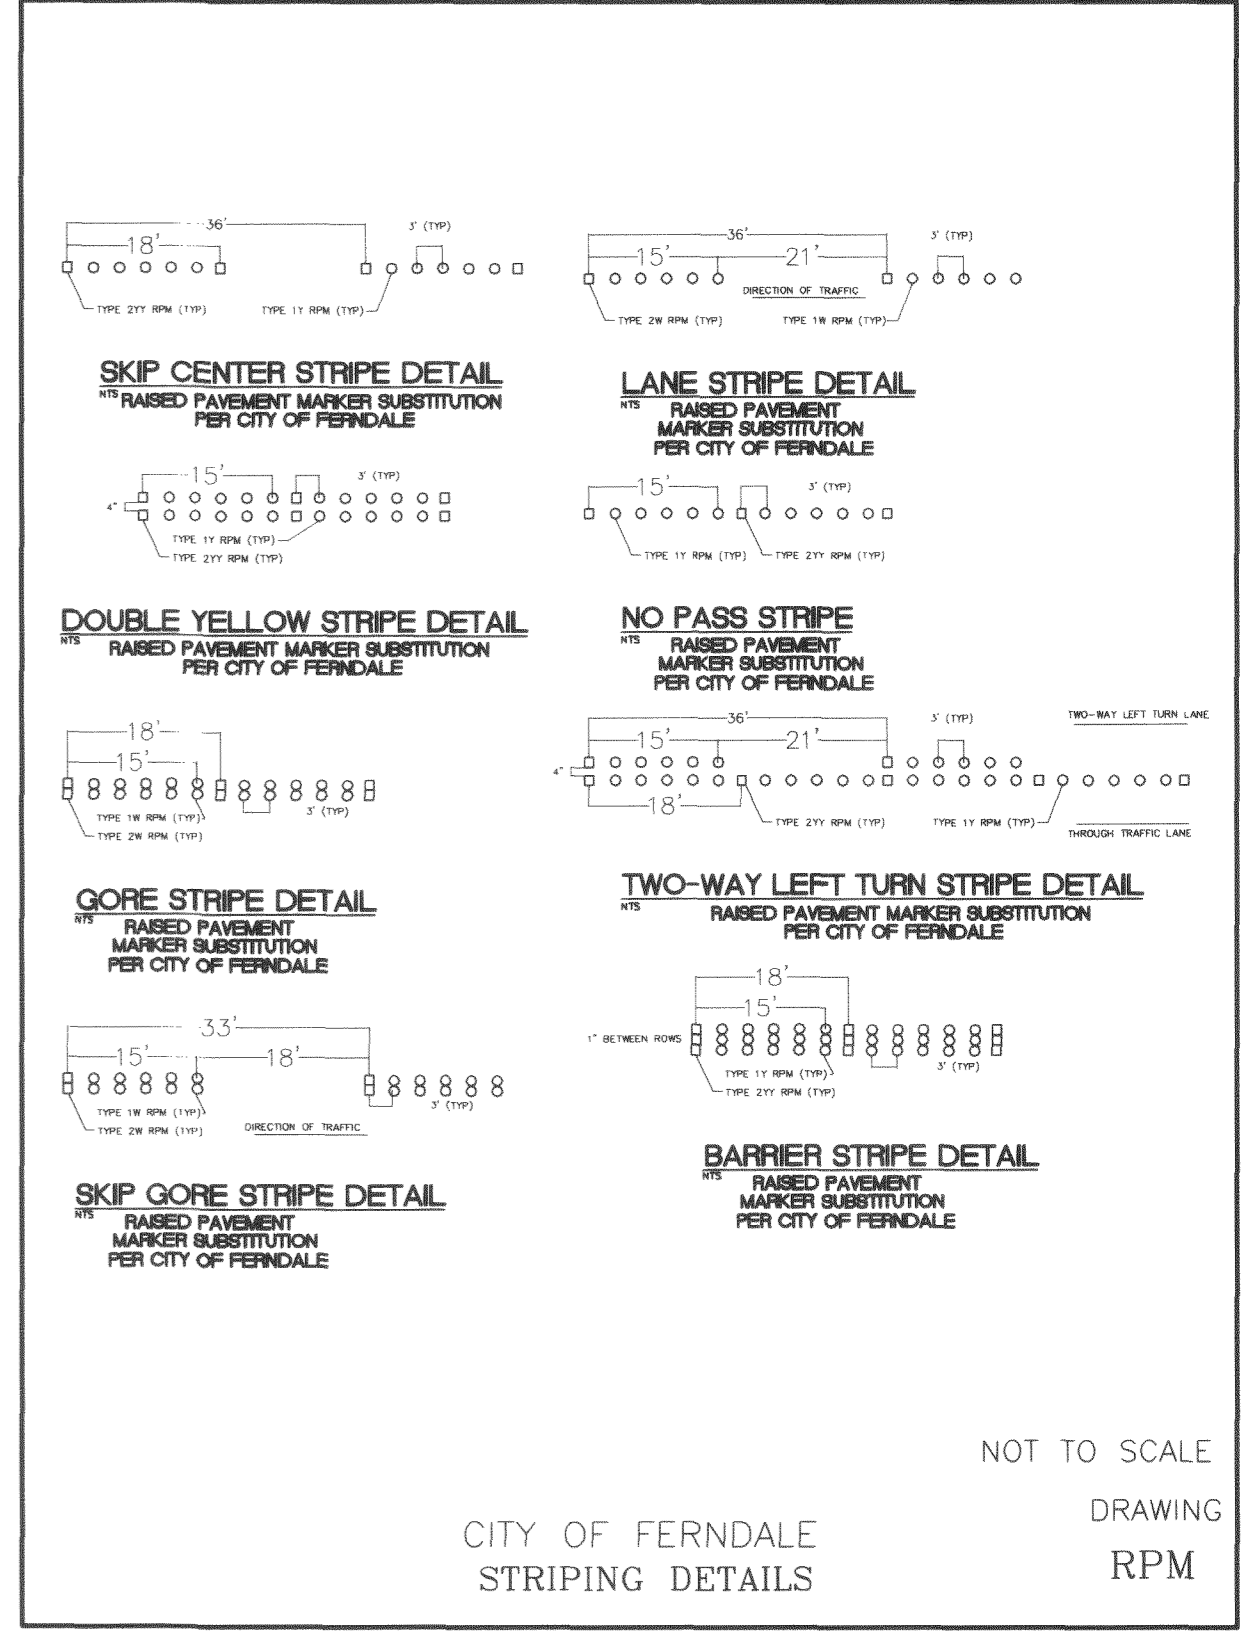 36'
3' (TYP)
18'
TYPE 2YY RPM (TYP)
TYPE 1Y RPM (TYP)
SKIP CENTER STRIPE DETAIL
NTS RAISED PAVEMENT MARKER SUBSTITUTION
PER CITY OF FERNDALE
36'
3' (TYP)
15'
21'
DIRECTION OF TRAFFIC
TYPE 2W RPM (TYP)
TYPE 1W RPM (TYP)
LANE STRIPE DETAIL
NTS RAISED PAVEMENT
MARKER SUBSTITUTION
PER CITY OF FERNDALE
15'
3' (TYP)
4"
TYPE 1Y RPM (TYP)
TYPE 2YY RPM (TYP)
DOUBLE YELLOW STRIPE DETAIL
NTS RAISED PAVEMENT MARKER SUBSTITUTION
PER CITY OF FERNDALE
15'
3' (TYP)
TYPE 1Y RPM (TYP)
TYPE 2YY RPM (TYP)
NO PASS STRIPE
NTS RAISED PAVEMENT
MARKER SUBSTITUTION
PER CITY OF FERNDALE
18'
15'
TYPE 1W RPM (TYP)
3' (TYP)
TYPE 2W RPM (TYP)
GORE STRIPE DETAIL
NTS RAISED PAVEMENT
MARKER SUBSTITUTION
PER CITY OF FERNDALE
36'
3' (TYP)
TWO-WAY LEFT TURN LANE
15'
21'
4"
18'
TYPE 2YY RPM (TYP)
TYPE 1Y RPM (TYP)
THROUGH TRAFFIC LANE
TWO-WAY LEFT TURN STRIPE DETAIL
NTS RAISED PAVEMENT MARKER SUBSTITUTION
PER CITY OF FERNDALE
33'
15'
18'
TYPE 1W RPM (TYP)
3' (TYP)
TYPE 2W RPM (TYP)
DIRECTION OF TRAFFIC
SKIP GORE STRIPE DETAIL
NTS RAISED PAVEMENT
MARKER SUBSTITUTION
PER CITY OF FERNDALE
18'
15'
1" BETWEEN ROWS
TYPE 1Y RPM (TYP)
3' (TYP)
TYPE 2YY RPM (TYP)
BARRIER STRIPE DETAIL
NTS RAISED PAVEMENT
MARKER SUBSTITUTION
PER CITY OF FERNDALE
NOT TO SCALE
DRAWING
RPM
CITY OF FERNDALE
STRIPING DETAILS